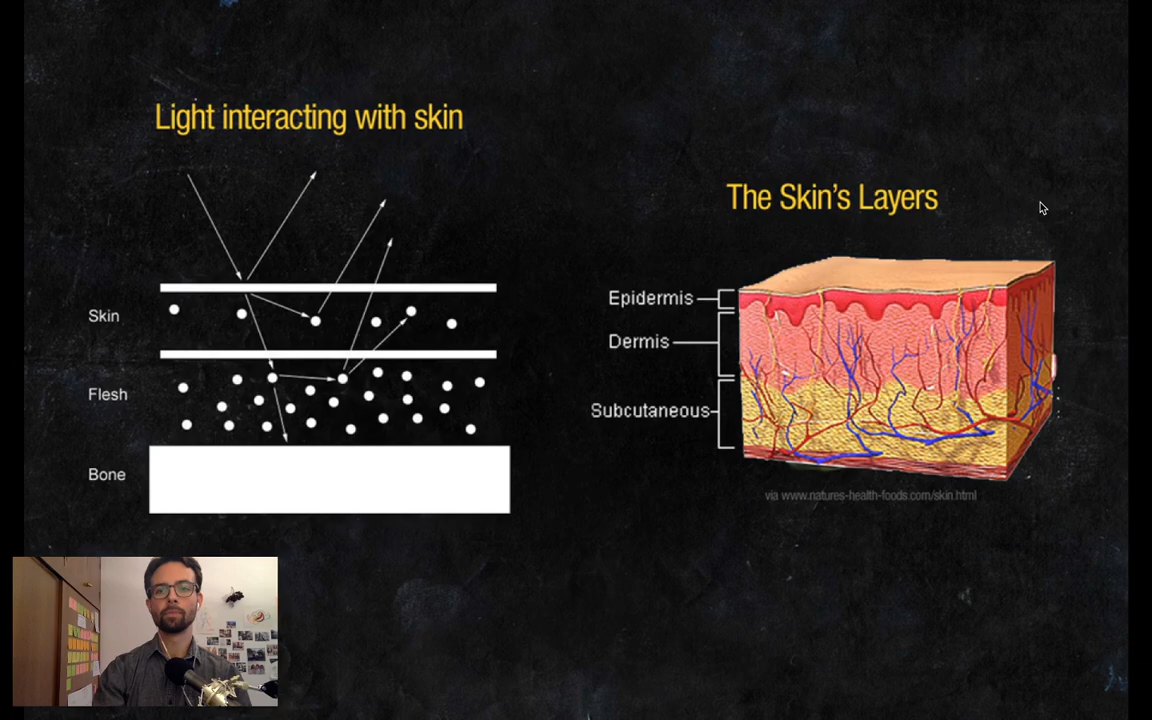 Light interacting with skin
Skin
Flesh
Bone
The Skin's Layers
Epidermis
Dermis
Subcutaneous
via www.natures-health-foods.com/skin.html